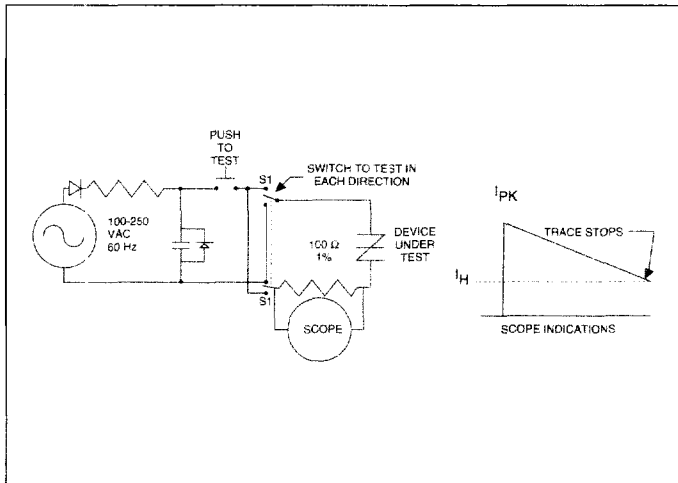 PUSH
TO
TEST
S1
SWITCH TO TEST IN
EACH DIRECTION
100-250
VAC
60 Hz
100 Ω
1%
DEVICE
UNDER
TEST
S1
SCOPE
IPK
TRACE STOPS
IH
SCOPE INDICATIONS